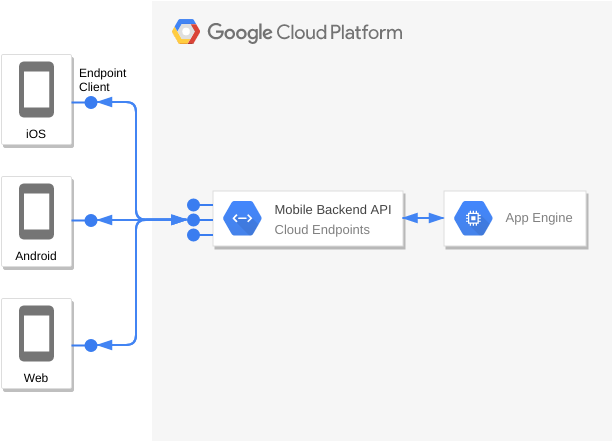 Google Cloud Platform
Endpoint
Client
iOS
Mobile Backend API
Cloud Endpoints
App Engine
Android
Web